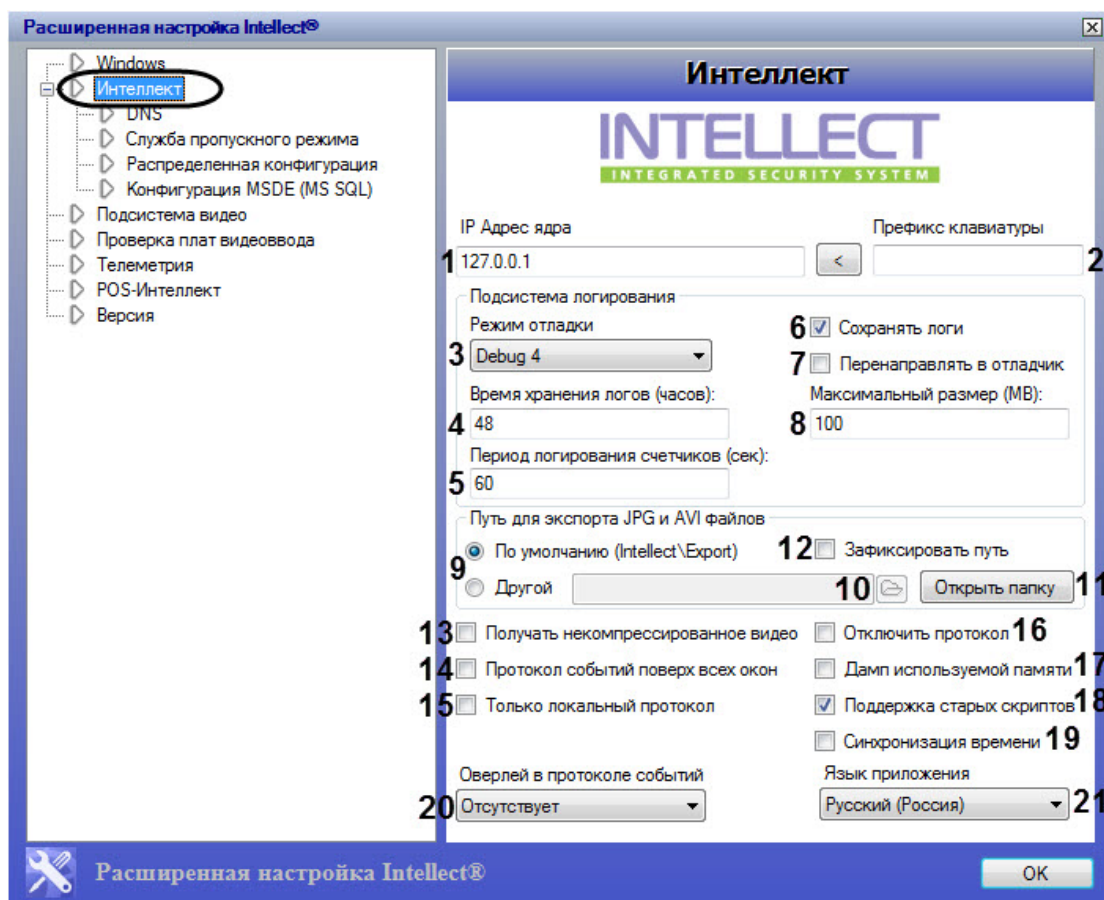 Расширенная настройка Intellect®
Windows
Интеллект
DNS
Служба пропускного режима
Распределенная конфигурация
Конфигурация MSDE (MS SQL)
Подсистема видео
Проверка плат видеоввода
Телеметрия
POS-Интеллект
Версия
Интеллект
INTELLECT
INTEGRATED SECURITY SYSTEM
IP Адрес ядра
Префикс клавиатуры
1 127.0.0.1 < 2
Подсистема логирования
Режим отладки
3 Debug 4
6 Сохранять логи
7 Перенаправлять в отладчик
Время хранения логов (часов):
Максимальный размер (MB):
4 48
8 100
Период логирования счетчиков (сек):
5 60
Путь для экспорта JPG и AVI файлов
9 По умолчанию (Intellect\Export)
12 Зафиксировать путь
Другой 10 Открыть папку 11
13 Получать некомпрессированное видео
Отключить протокол 16
14 Протокол событий поверх всех окон
Дамп используемой памяти 17
15 Только локальный протокол
Поддержка старых скриптов 18
Синхронизация времени 19
Оверлей в протоколе событий
Язык приложения
20 Отсутствует
Русский (Россия) 21
Расширенная настройка Intellect®
OK